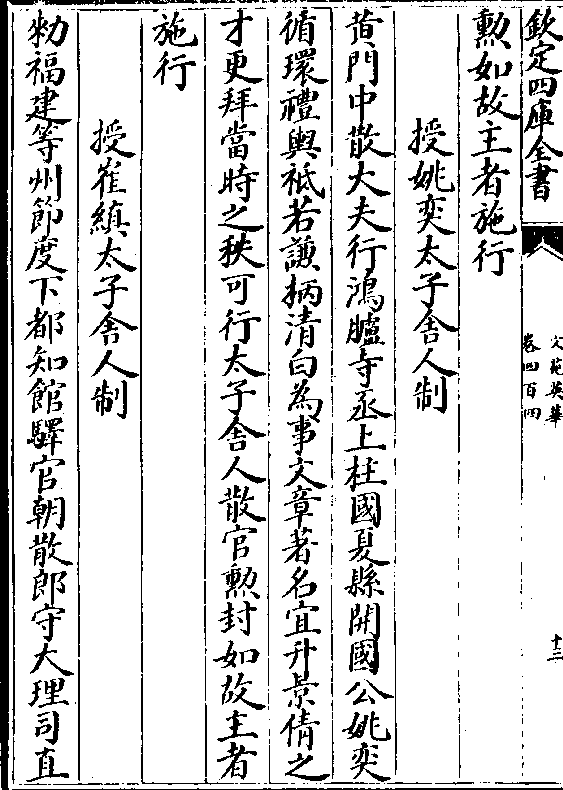 欽定四庫全書
文苑英華
卷四百四
十三
勲如故主者施行
授姚奕太子舎人制
黄門中散大夫行鴻臚寺丞上柱國夏縣開國公姚奕
循環禮輿祗若謙柄清白為事文章著名宜升景倩之
才更拜當時之秩可行太子舎人散官勲封如故主者
施行
授崔縝太子舎人制
勑福建等州節度下都知館驛官朝散郎守大理司直